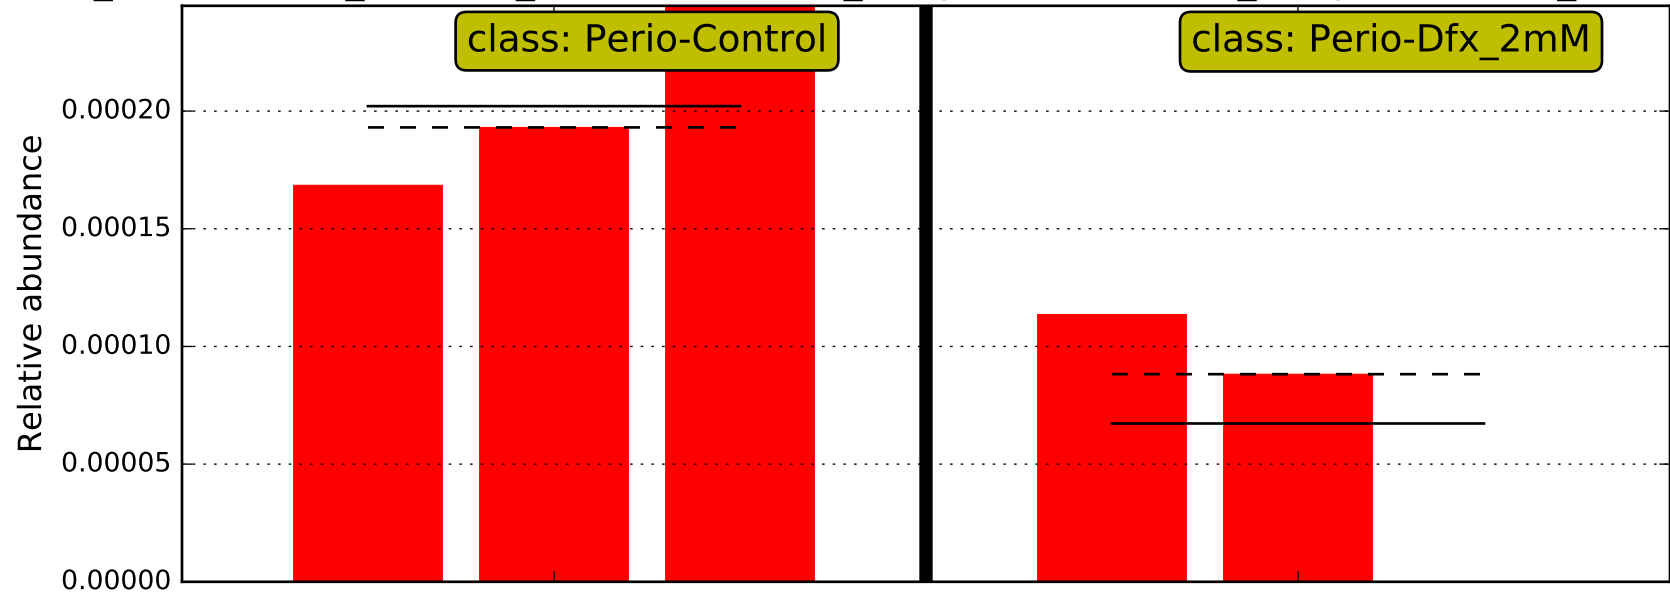 class: Perio-Control
class: Perio-Dfx_2mM
0.00020
0.00015
0.00010
0.00005
0.00000
Relative abundance